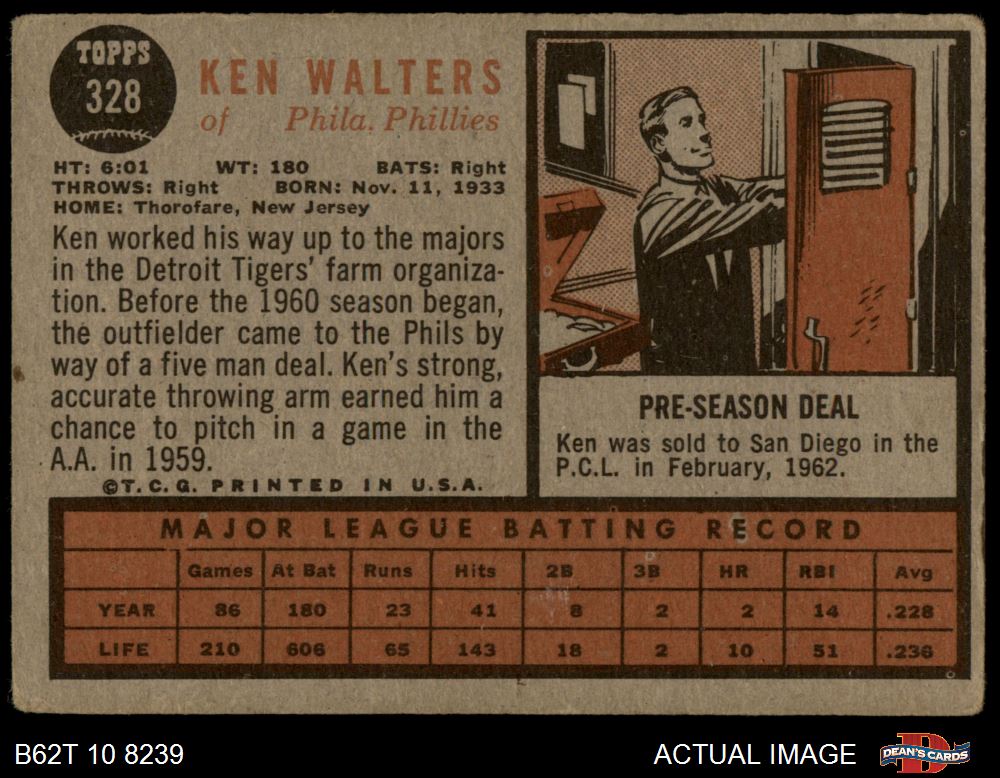 TOPPS
328
KEN WALTERS
of Phila. Phillies
HT: 6:01 WT: 180 BATS: Right
THROWS: Right BORN: Nov. 11, 1933
HOME: Thorofare, New Jersey
Ken worked his way up to the majors
in the Detroit Tigers' farm organiza-
tion. Before the 1960 season began,
the outfielder came to the Phils by
way of a five man deal. Ken's strong,
accurate throwing arm earned him a
chance to pitch in a game in the
A.A. in 1959.
©T.C.G. PRINTED IN U.S.A.
PRE-SEASON DEAL
Ken was sold to San Diego in the
P.C.L. in February, 1962.
MAJOR LEAGUE BATTING RECORD
Games At Bat Runs Hits 2B 3B HR RBI Avg
YEAR 86 180 23 41 8 2 2 14 .228
LIFE 210 606 65 143 18 2 10 51 .236
B62T 10 8239 ACTUAL IMAGE DEAN'S CARDS